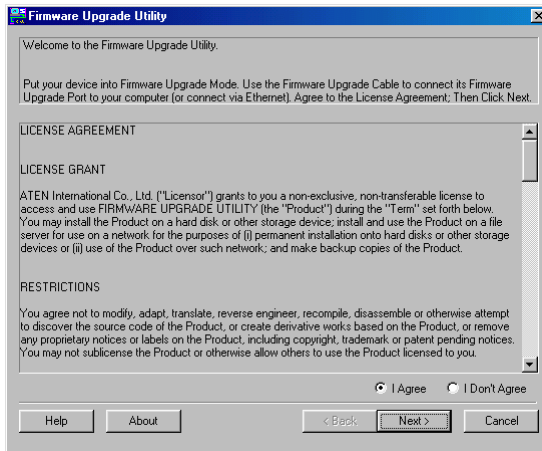 Firmware Upgrade Utility
Welcome to the Firmware Upgrade Utility.
Put your device into Firmware Upgrade Mode. Use the Firmware Upgrade Cable to connect its Firmware
Upgrade Port to your computer (or connect via Ethernet). Agree to the License Agreement; Then Click Next.
LICENSE AGREEMENT
LICENSE GRANT
ATEN International Co., Ltd. ("Licensor") grants to you a non-exclusive, non-transferable license to
access and use FIRMWARE UPGRADE UTILITY (the "Product") during the "Term" set forth below.
You may install the Product on a hard disk or other storage device; install and use the Product on a file
server for use on a network for the purposes of (i) permanent installation onto hard disks or other storage
devices or (ii) use of the Product over such network; and make backup copies of the Product.
RESTRICTIONS
You agree not to modify, adapt, translate, reverse engineer, recompile, disassemble or otherwise attempt
to discover the source code of the Product, or create derivative works based on the Product, or remove
any proprietary notices or labels on the Product, including copyright, trademark or patent pending notices.
You may not sublicense the Product or otherwise allow others to use the Product licensed to you.
I Agree I Don't Agree
Help About < Back Next > Cancel